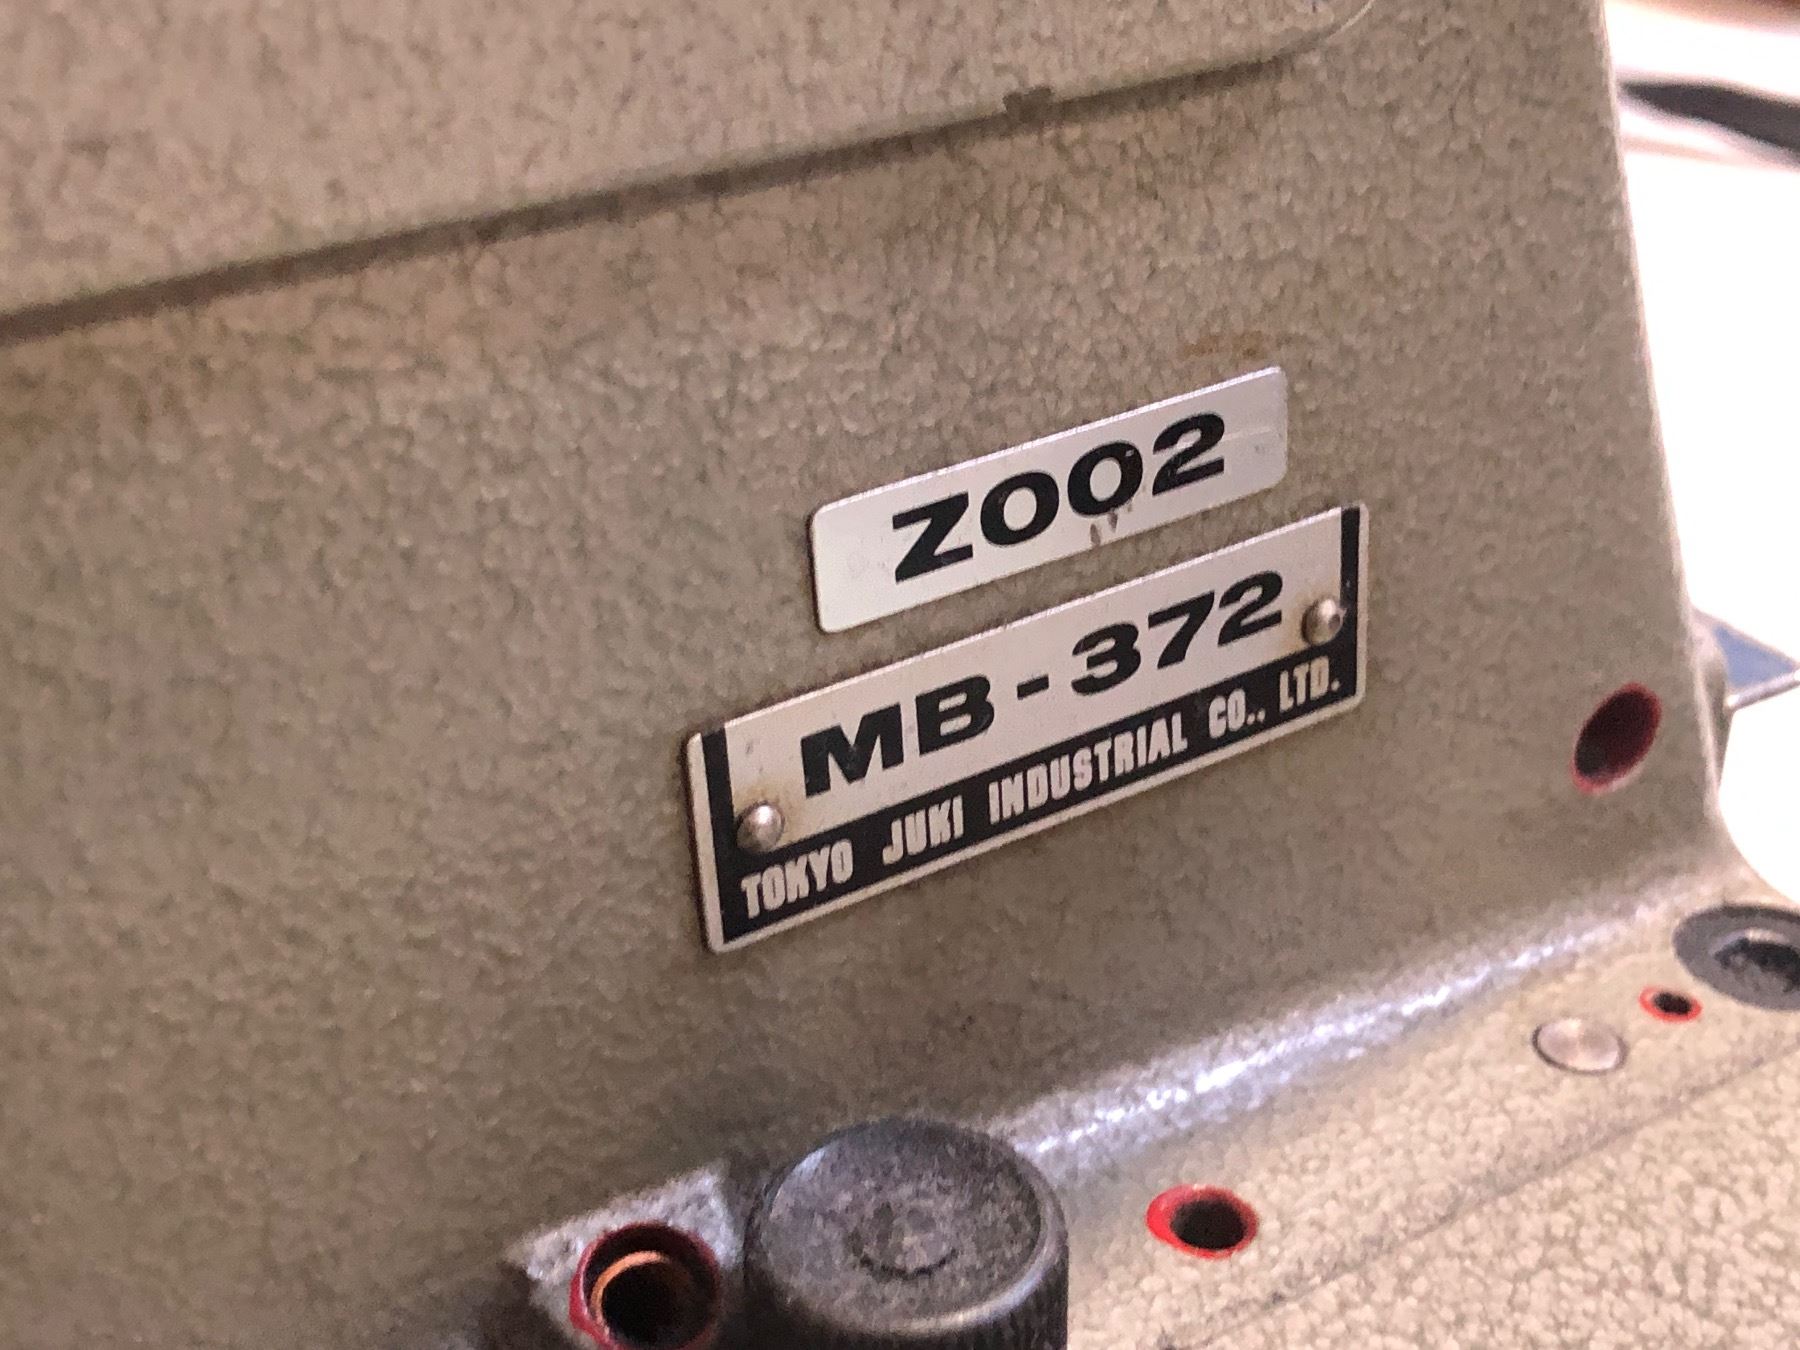 Z002
MB-372
TOKYO JUKI INDUSTRIAL CO., LTD.